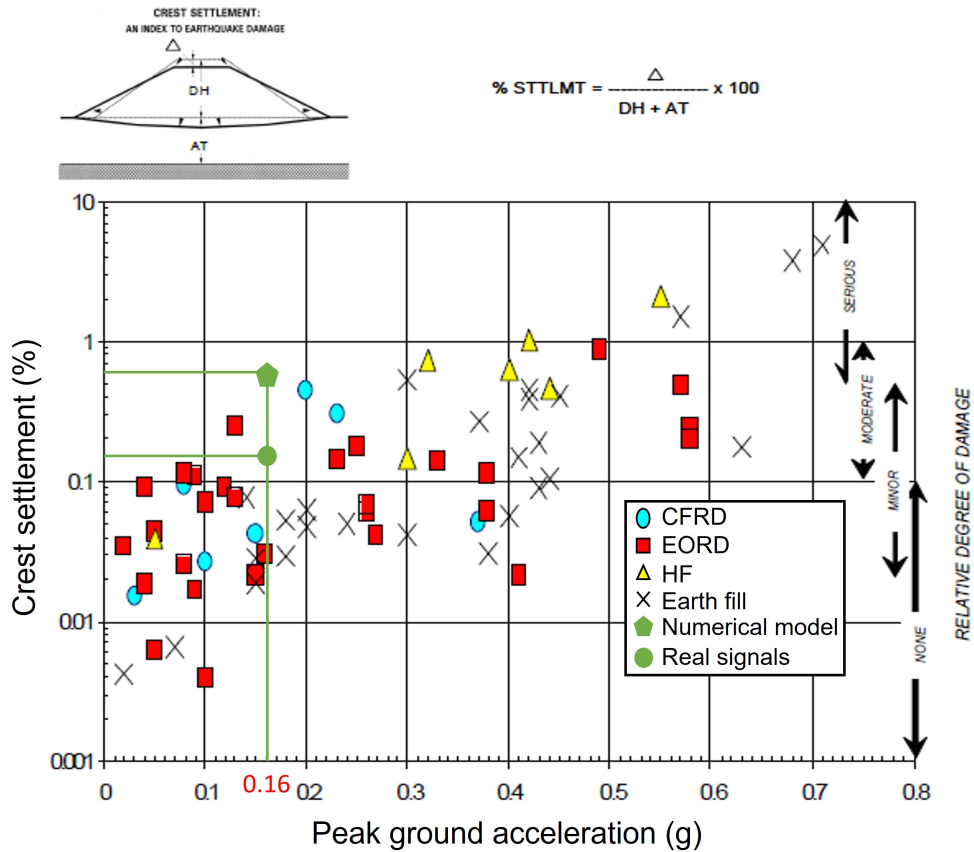 CREST SETTLEMENT:
AN INDEX TO EARTHQUAKE DAMAGE
△
DH
AT
% STTLMT = △ / DH + AT x 100
10
1
0.1
0.01
0.001
Crest settlement (%)
0
0.1
0.16
0.2
0.3
0.4
0.5
0.6
0.7
0.8
Peak ground acceleration (g)
CFRD
EORD
HF
Earth fill
Numerical model
Real signals
SERIOUS
MODERATE
MINOR
NONE
RELATIVE DEGREE OF DAMAGE